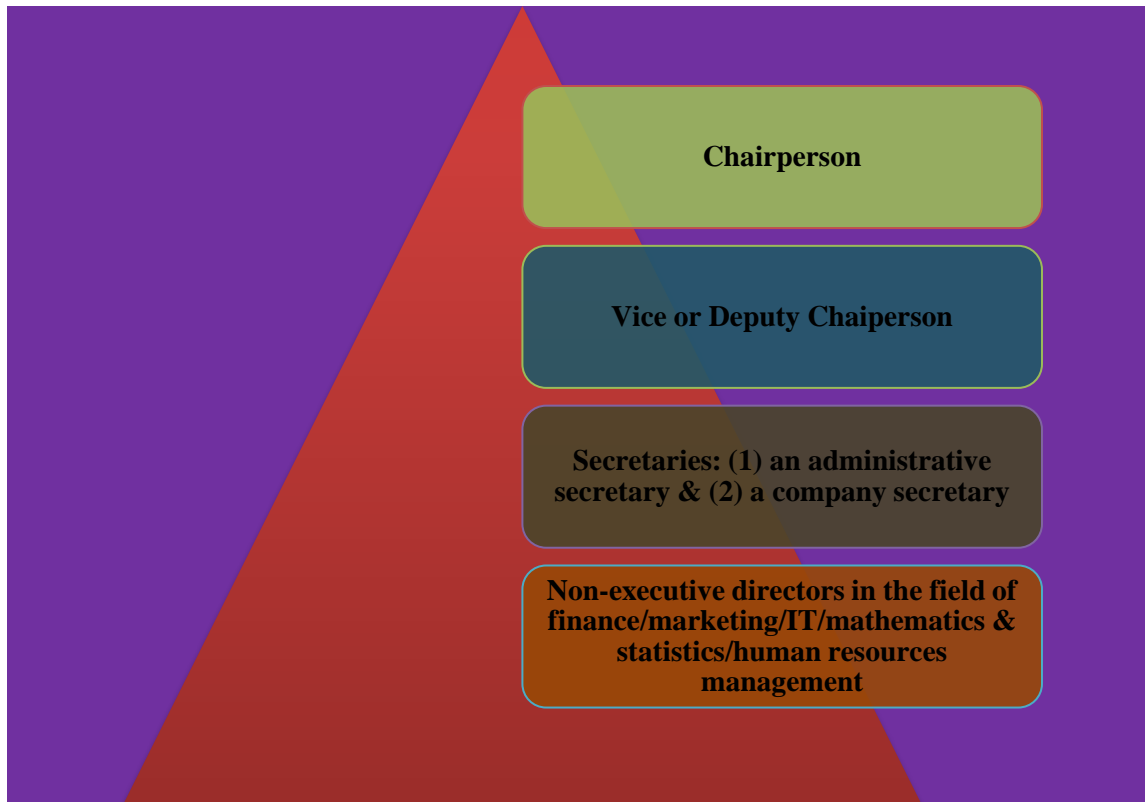 Chairperson
Vice or Deputy Chaiperson
Secretaries: (1) an administrative
secretary & (2) a company secretary
Non-executive directors in the field of
finance/marketing/IT/mathematics &
statistics/human resources
management